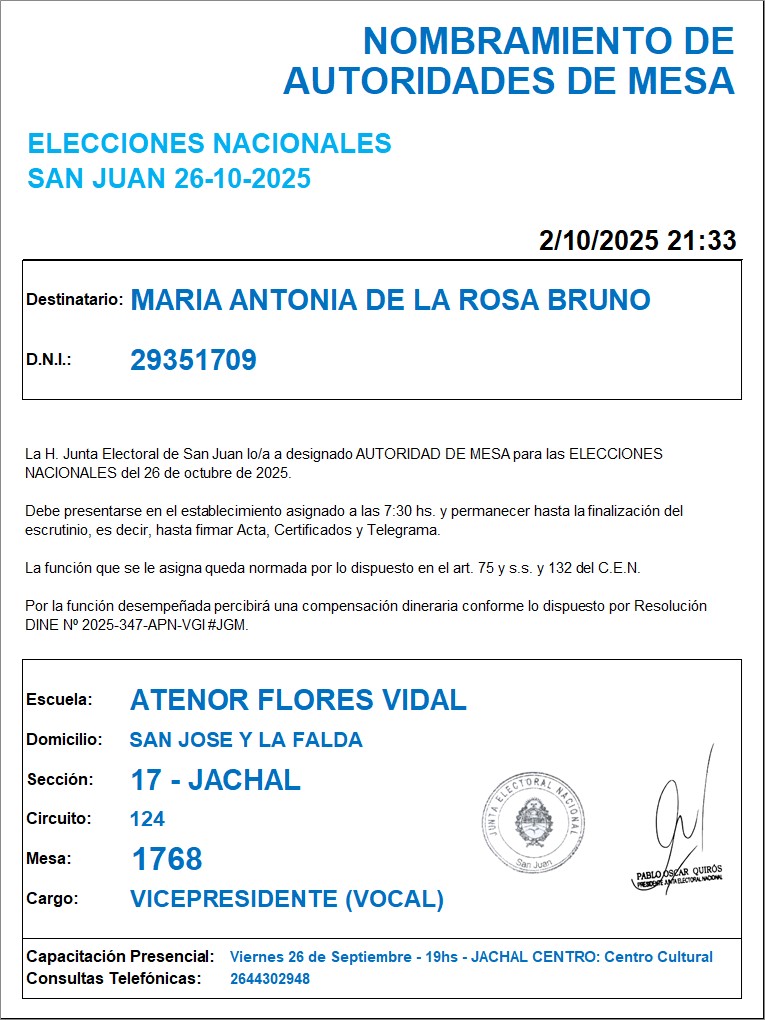 NOMBRAMIENTO DE
AUTORIDADES DE MESA
ELECCIONES NACIONALES
SAN JUAN 26-10-2025
2/10/2025 21:33
Destinatario: MARIA ANTONIA DE LA ROSA BRUNO
D.N.I.: 29351709
La H. Junta Electoral de San Juan lo/a a designado AUTORIDAD DE MESA para las ELECCIONES
NACIONALES del 26 de octubre de 2025.
Debe presentarse en el establecimiento asignado a las 7:30 hs. y permanecer hasta la finalización del
escrutinio, es decir, hasta firmar Acta, Certificados y Telegrama.
La función que se le asigna queda normada por lo dispuesto en el art. 75 y s.s. y 132 del C.E.N.
Por la función desempeñada percibirá una compensación dineraria conforme lo dispuesto por Resolución
DINE Nº 2025-347-APN-VGI#JGM.
Escuela: ATENOR FLORES VIDAL
Domicilio: SAN JOSE Y LA FALDA
Sección: 17 - JACHAL
Circuito: 124
Mesa: 1768
Cargo: VICEPRESIDENTE (VOCAL)
JUNTA ELECTORAL NACIONAL
San Juan
PABLO OSCAR QUIRÓS
PRESIDENTE JUNTA ELECTORAL NACIONAL
Capacitación Presencial: Viernes 26 de Septiembre - 19hs - JACHAL CENTRO: Centro Cultural
Consultas Telefónicas: 2644302948